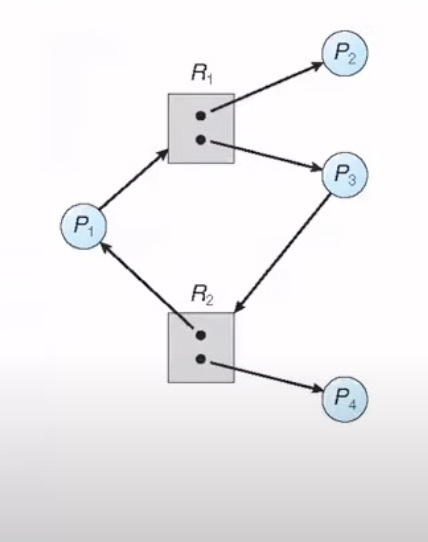 P₂
R₁
P₃
P₁
R₂
P₄